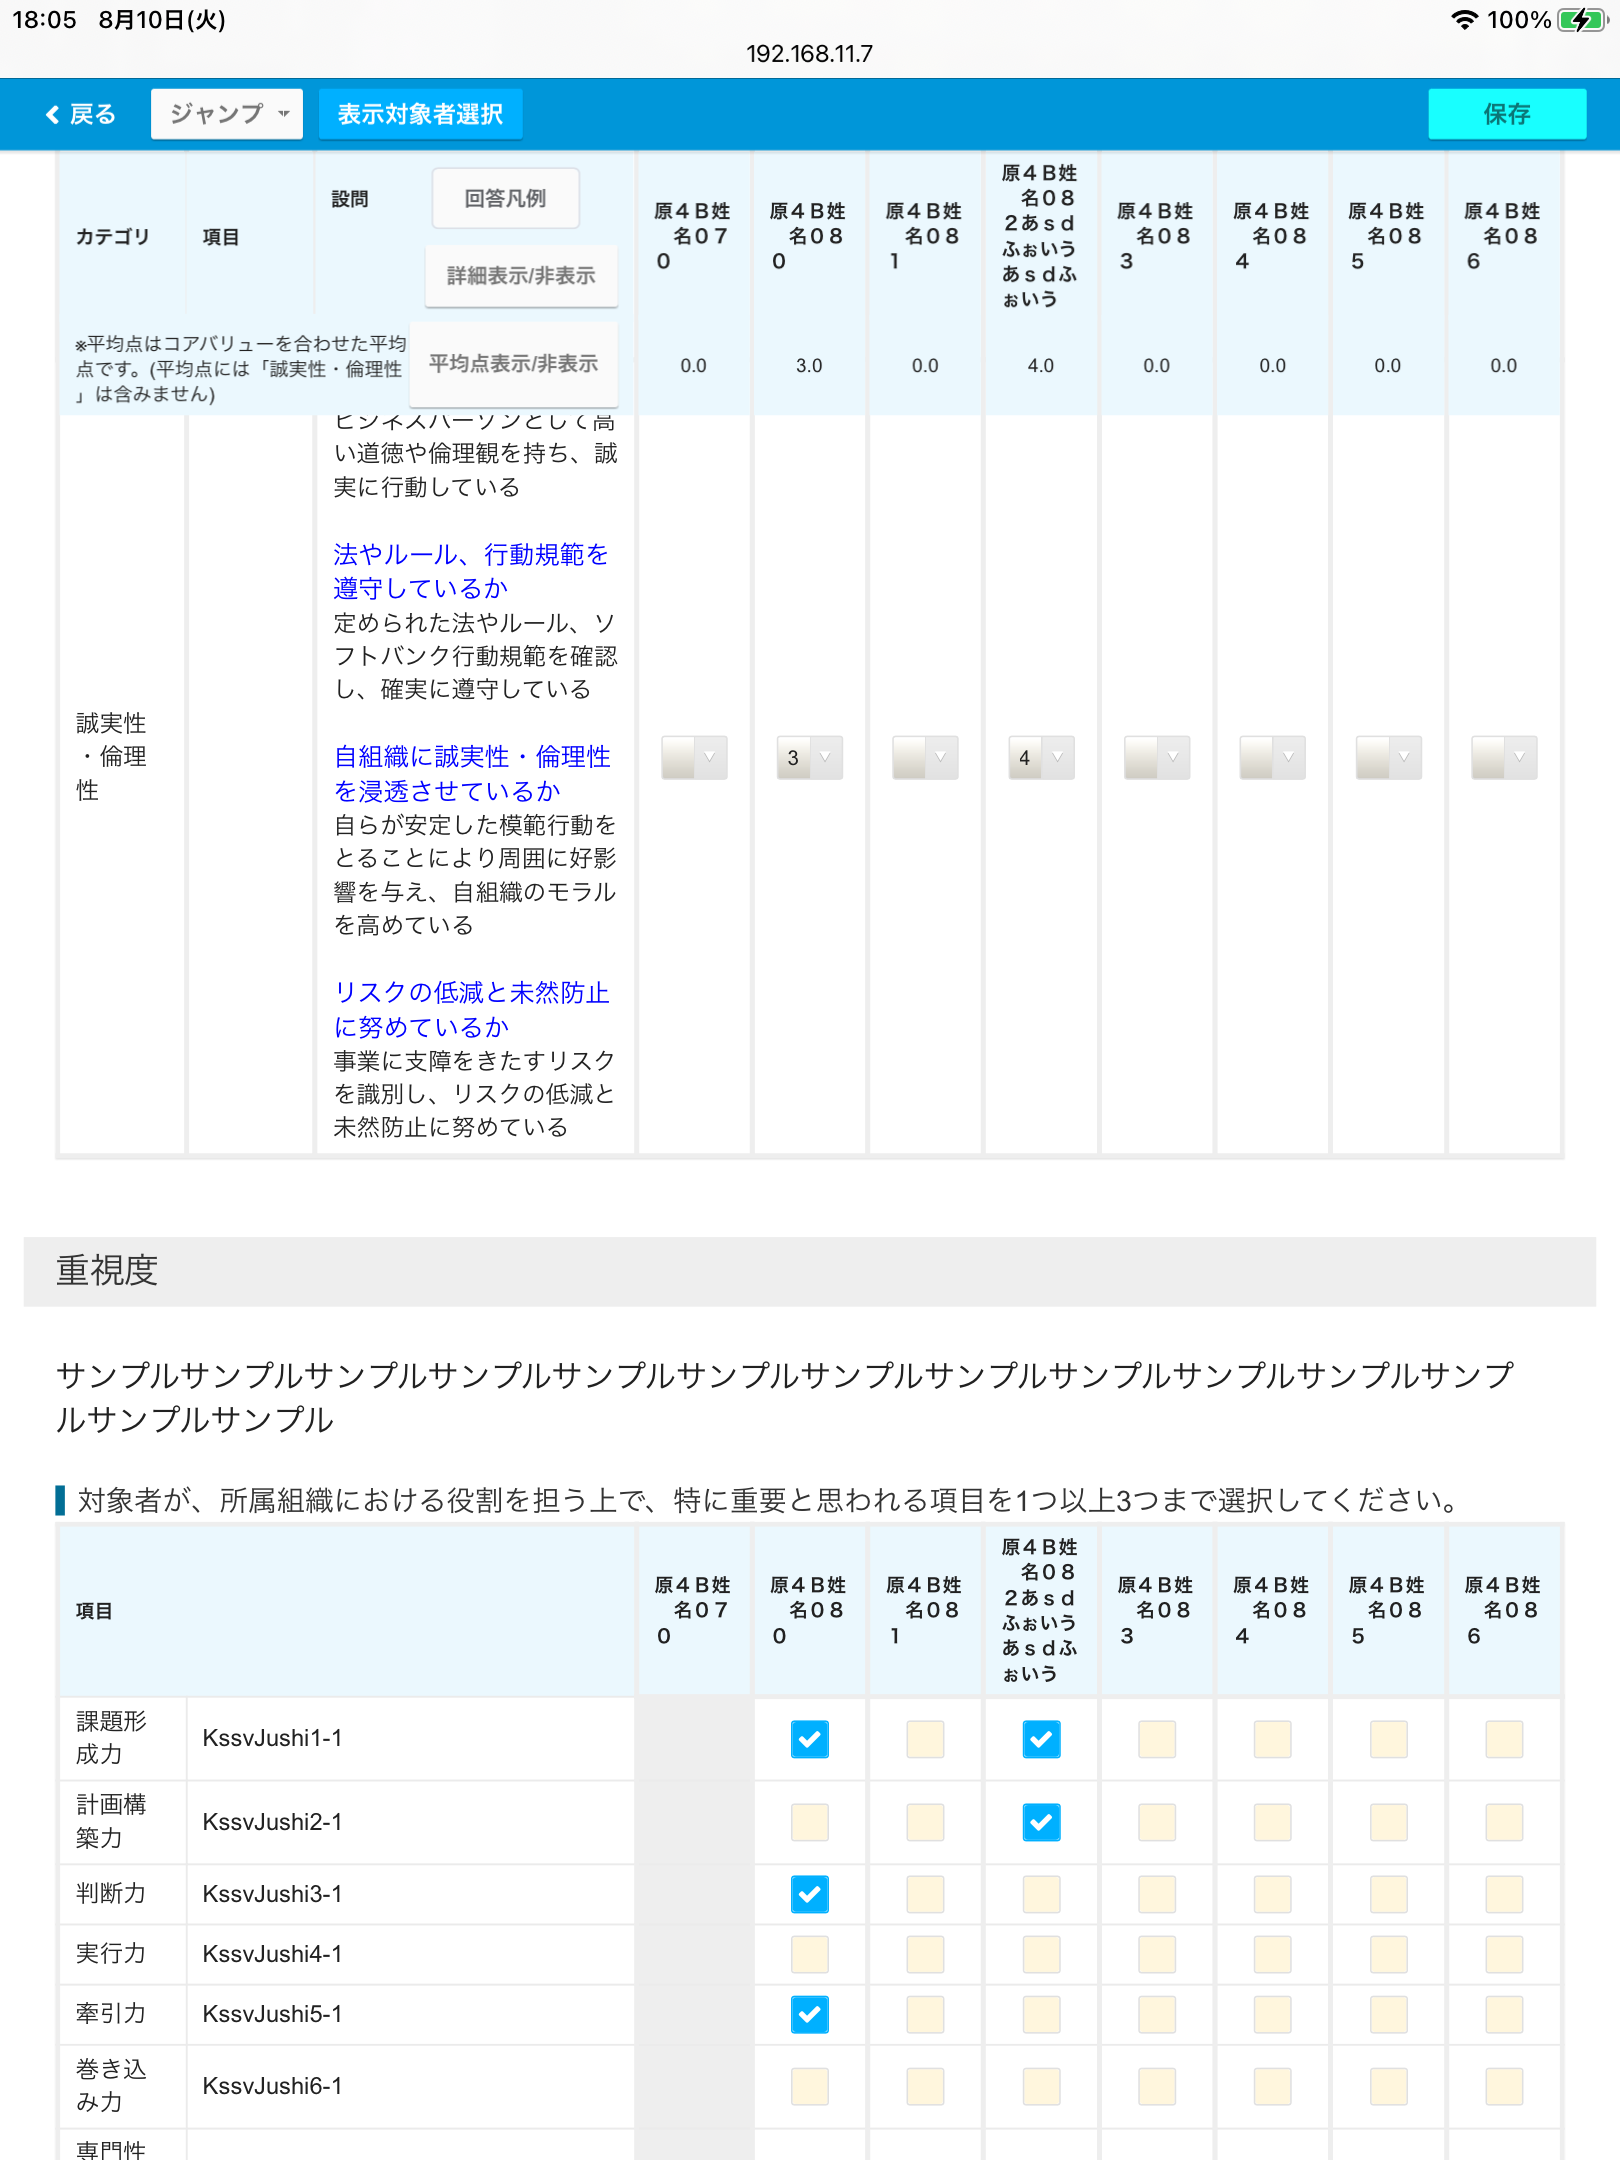 18:05 8月10日(火)
100%
192.168.11.7
戻る
ジャンプ
表示対象者選択
保存
カテゴリ
項目
設問
回答凡例
詳細表示/非表示
原４Ｂ姓
名０７
０
原４Ｂ姓
名０８
０
原４Ｂ姓
名０８
１
原４Ｂ姓
名０８
２あｓｄ
ふぉいう
あｓｄふ
ぉいう
原４Ｂ姓
名０８
３
原４Ｂ姓
名０８
４
原４Ｂ姓
名０８
５
原４Ｂ姓
名０８
６
※平均点はコアバリューを合わせた平均
点です。(平均点には「誠実性・倫理性
」は含みません)
平均点表示/非表示
0.0
3.0
0.0
4.0
0.0
0.0
0.0
0.0
誠実性
・倫理
性
ビジネスパーソンとして高
い道徳や倫理観を持ち、誠
実に行動している
法やルール、行動規範を
遵守しているか
定められた法やルール、ソ
フトバンク行動規範を確認
し、確実に遵守している
自組織に誠実性・倫理性
を浸透させているか
自らが安定した模範行動を
とることにより周囲に好影
響を与え、自組織のモラル
を高めている
リスクの低減と未然防止
に努めているか
事業に支障をきたすリスク
を識別し、リスクの低減と
未然防止に努めている
3
4
重視度
サンプルサンプルサンプルサンプルサンプルサンプルサンプルサンプルサンプルサンプルサンプルサンプ
ルサンプルサンプル
対象者が、所属組織における役割を担う上で、特に重要と思われる項目を1つ以上3つまで選択してください。
項目
原４Ｂ姓
名０７
０
原４Ｂ姓
名０８
０
原４Ｂ姓
名０８
１
原４Ｂ姓
名０８
２あｓｄ
ふぉいう
あｓｄふ
ぉいう
原４Ｂ姓
名０８
３
原４Ｂ姓
名０８
４
原４Ｂ姓
名０８
５
原４Ｂ姓
名０８
６
課題形
成力
KssvJushi1-1
計画構
築力
KssvJushi2-1
判断力
KssvJushi3-1
実行力
KssvJushi4-1
牽引力
KssvJushi5-1
巻き込
み力
KssvJushi6-1
専門性